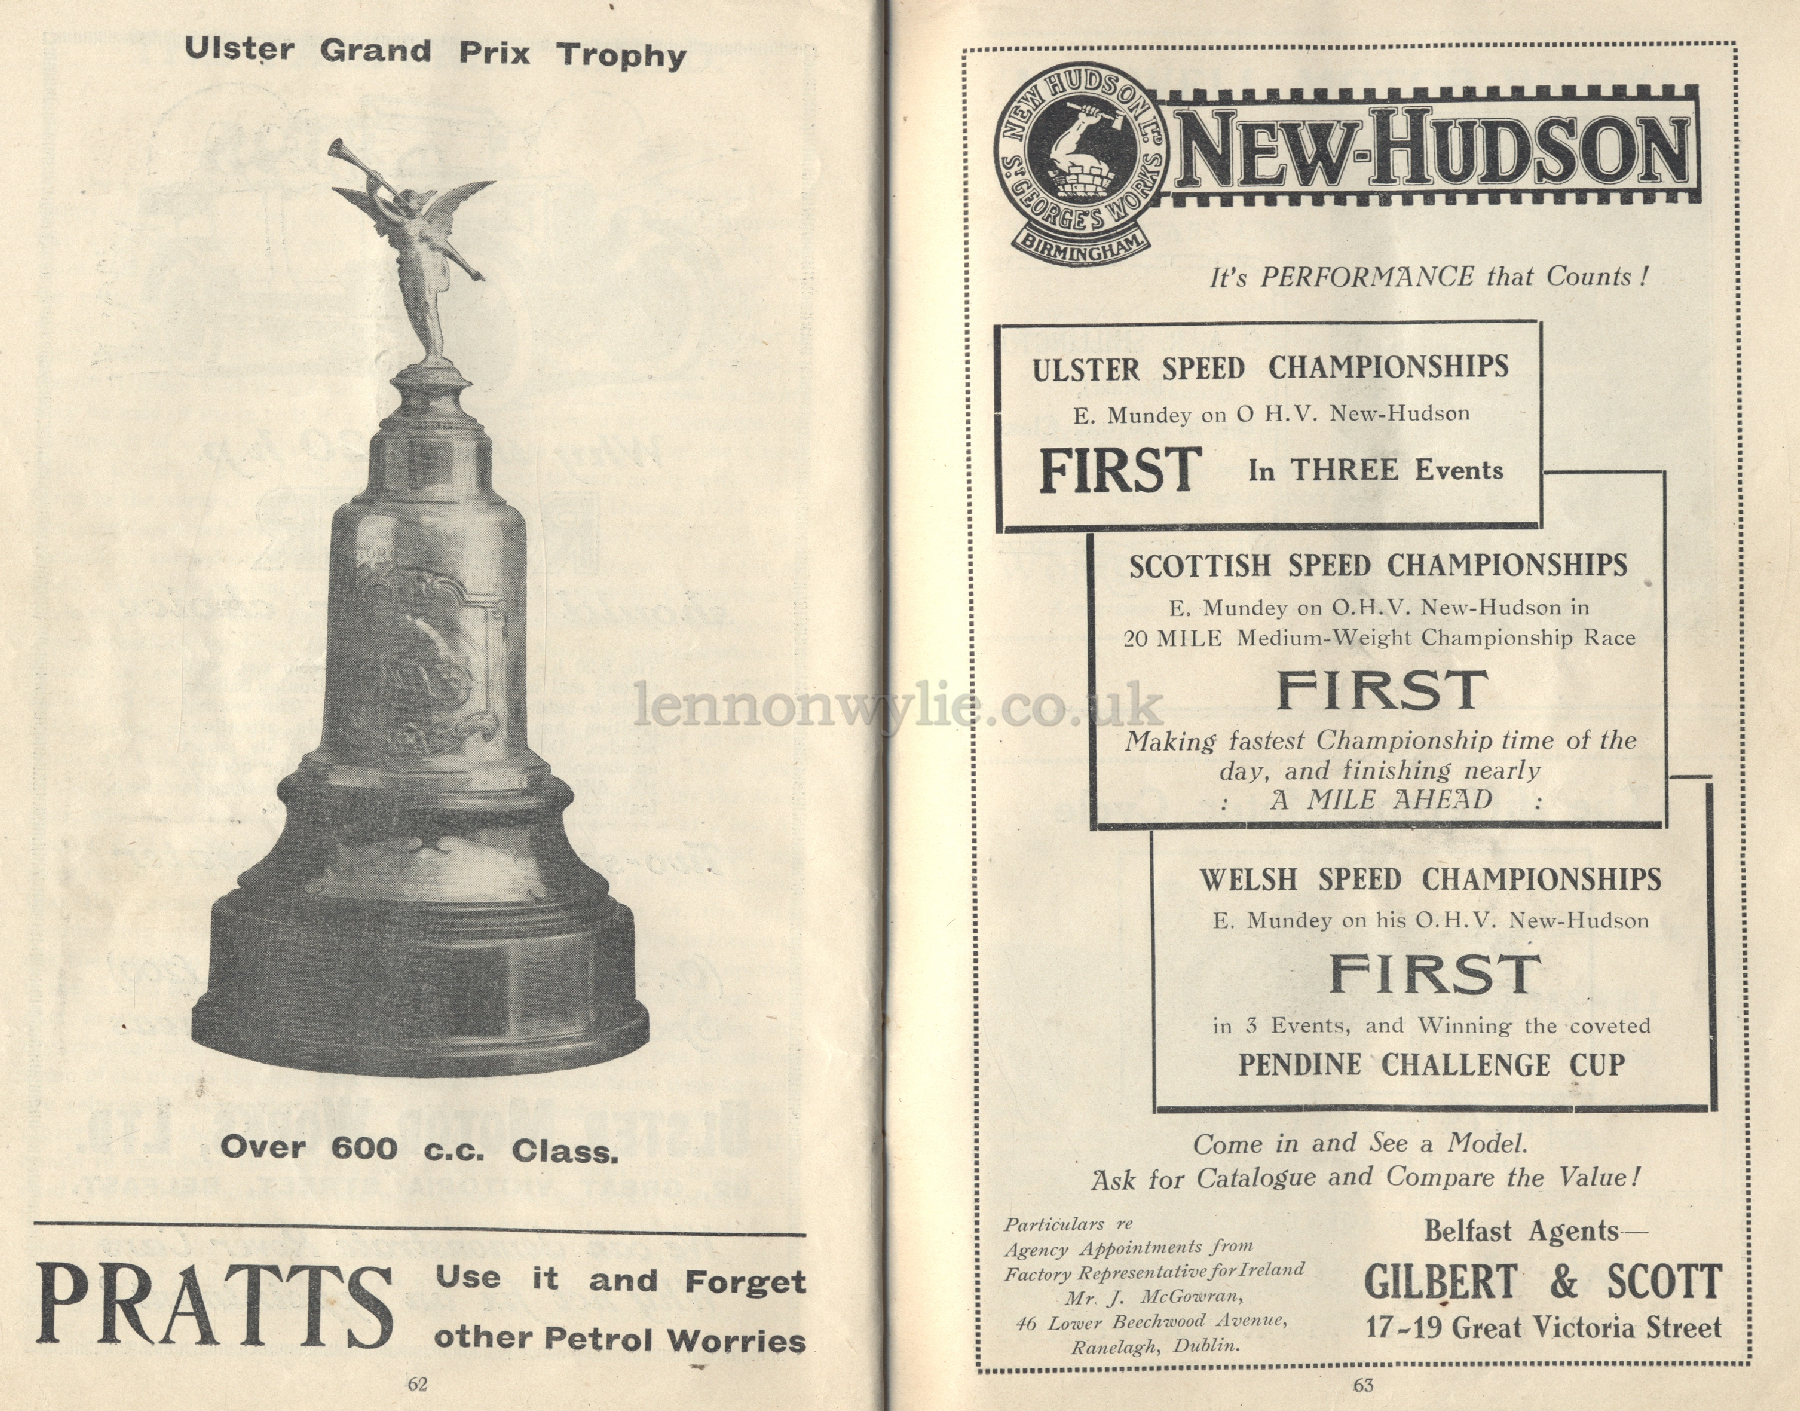 Ulster Grand Prix Trophy
Over 600 c.c. Class.
PRATTS
Use it and Forget
other Petrol Worries
62
NEW HUDSON LTD.
ST. GEORGE'S WORKS
BIRMINGHAM.
NEW-HUDSON
It's PERFORMANCE that Counts !
ULSTER SPEED CHAMPIONSHIPS
E. Mundey on O H.V. New-Hudson
FIRST In THREE Events
SCOTTISH SPEED CHAMPIONSHIPS
E. Mundey on O.H.V. New-Hudson in
20 MILE Medium-Weight Championship Race
FIRST
Making fastest Championship time of the
day, and finishing nearly
: A MILE AHEAD :
WELSH SPEED CHAMPIONSHIPS
E. Mundey on his O.H.V. New-Hudson
FIRST
in 3 Events, and Winning the coveted
PENDINE CHALLENGE CUP
Come in and See a Model.
Ask for Catalogue and Compare the Value !
Particulars re
Agency Appointments from
Factory Representative for Ireland
Mr. J. McGowran,
46 Lower Beechwood Avenue,
Ranelagh, Dublin.
Belfast Agents—
GILBERT & SCOTT
17-19 Great Victoria Street
63
lennonwylie.co.uk